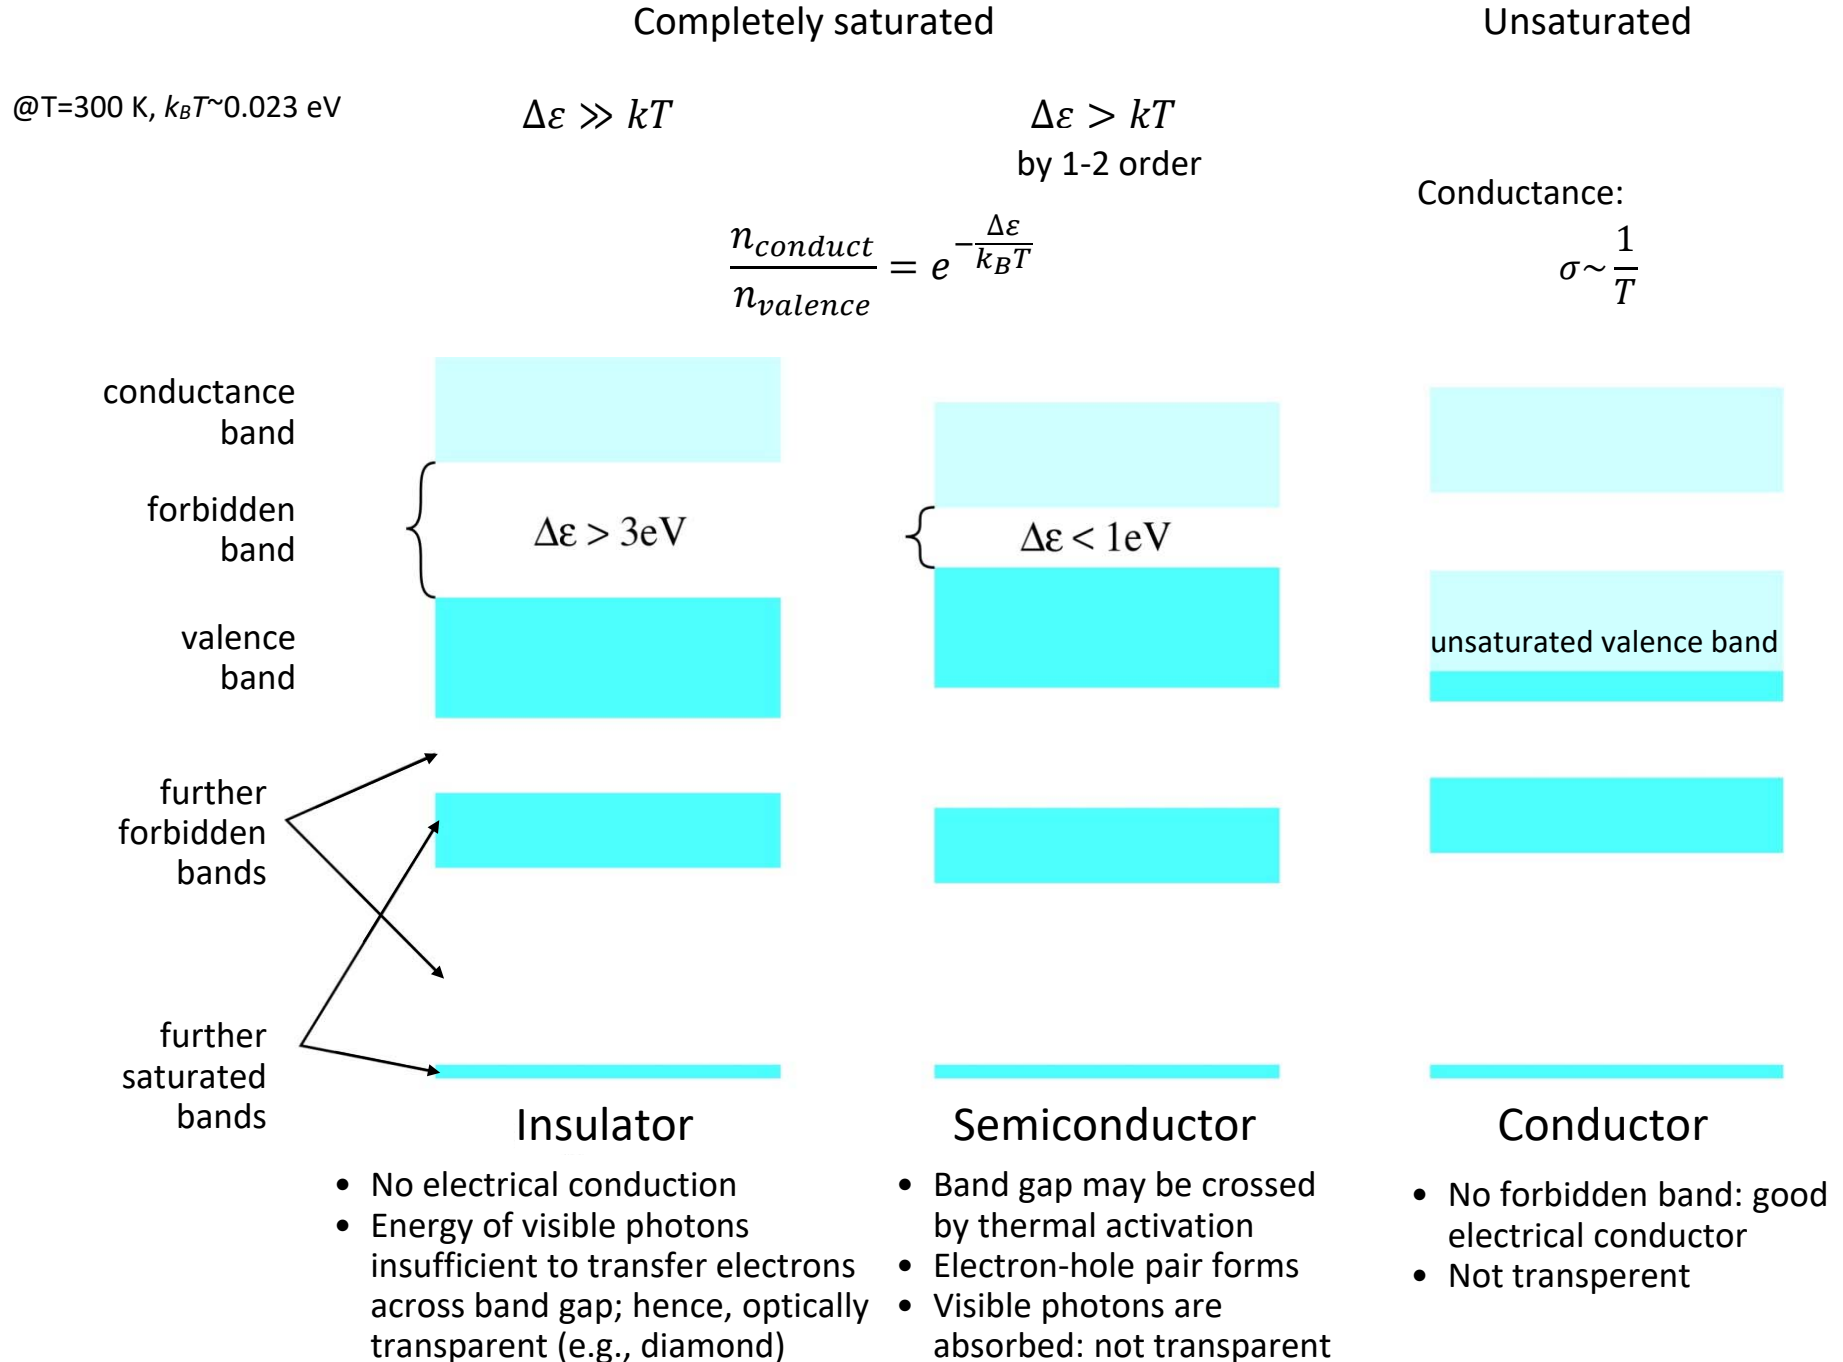 Completely saturated
Unsaturated
@T=300 K, kBT~0.023 eV
Δε ≫ kT
Δε > kT
by 1-2 order
Conductance:
n_conduct / n_valence = e^(-Δε / k_BT)
σ~ 1/T
conductance
band
forbidden
band
Δε > 3eV
Δε < 1eV
valence
band
unsaturated valence band
further
forbidden
bands
further
saturated
bands
Insulator
• No electrical conduction
• Energy of visible photons
insufficient to transfer electrons
across band gap; hence, optically
transparent (e.g., diamond)
Semiconductor
• Band gap may be crossed
by thermal activation
• Electron-hole pair forms
• Visible photons are
absorbed: not transparent
Conductor
• No forbidden band: good
electrical conductor
• Not transperent